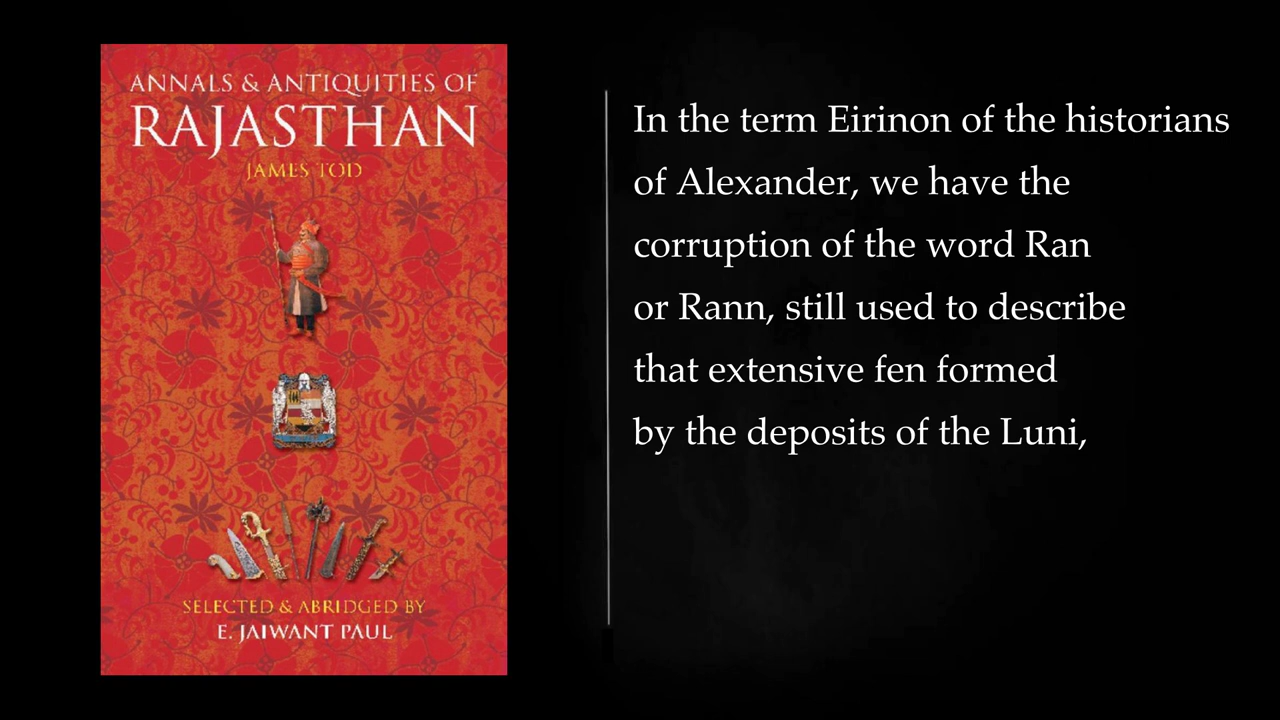 ANNALS & ANTIQUITIES OF
RAJASTHAN
JAMES TOD
SELECTED & ABRIDGED BY
E. JAIWANT PAUL
In the term Eirinon of the historians
of Alexander, we have the
corruption of the word Ran
or Rann, still used to describe
that extensive fen formed
by the deposits of the Luni,